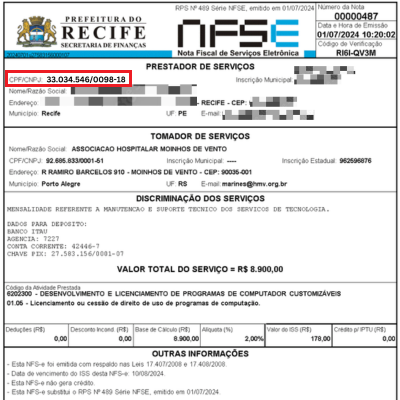 RPS Nº 489 Série NFSE, emitido em 01/07/2024
PREFEITURA DO
RECIFE
SECRETARIA DE FINANÇAS
NFSE
Nota Fiscal de Serviços Eletrônica
Número da Nota
00000487
Data e Hora de Emissão
01/07/2024 10:20:02
Código de Verificação
RI6I-QV3M
PRESTADOR DE SERVIÇOS
CPF/CNPJ: 33.034.546/0098-18
Inscrição Municipal:
Nome/Razão Social:
Endereço: - RECIFE - CEP:
Município: Recife UF: PE E-mail:
TOMADOR DE SERVIÇOS
Nome/Razão Social: ASSOCIACAO HOSPITALAR MOINHOS DE VENTO
CPF/CNPJ: 92.685.833/0001-51 Inscrição Municipal: ---- Inscrição Estadual: 962596876
Endereço: R RAMIRO BARCELOS 910 - MOINHOS DE VENTO - CEP: 90035-001
Município: Porto Alegre UF: RS E-mail: marines@hmv.org.br
DISCRIMINAÇÃO DOS SERVIÇOS
MENSALIDADE REFERENTE A MANUTENCAO E SUPORTE TECNICO DOS SERVICOS DE TECNOLOGIA.
DADOS PARA DEPOSITO:
BANCO ITAU
AGENCIA: 7227
CONTA CORRENTE: 42446-7
CHAVE PIX: 27.583.156/0001-07
VALOR TOTAL DO SERVIÇO = R$ 8.900,00
Código da Atividade Prestada
6202300 - DESENVOLVIMENTO E LICENCIAMENTO DE PROGRAMAS DE COMPUTADOR CUSTOMIZÁVEIS
01.05 - Licenciamento ou cessão de direito de uso de programas de computação.
Deduções (R$) Desconto Incond (R$) Base de Cálculo (R$) Alíquota (%) Valor do ISS (R$) Crédito p/ IPTU (R$)
0,00 0,00 8.900,00 2,00% 178,00 0,00
OUTRAS INFORMAÇÕES
- Esta NFS-e foi emitida com respaldo nas Leis 17.407/2008 e 17.408/2008.
- Data de vencimento do ISS desta NFS-e: 10/08/2024.
- Esta NFS-e não gera crédito.
- Esta NFS-e substitui o RPS Nº 489 Série NFSE, emitido em 01/07/2024.